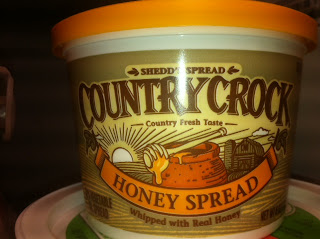 SHEDD'S SPREAD
COUNTRY CROCK
Country Fresh Taste
HONEY SPREAD
Whipped with Real Honey